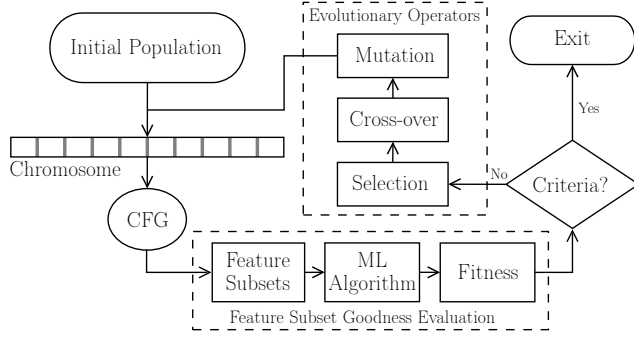 Evolutionary Operators
Initial Population
Mutation
Exit
Yes
Cross-over
Chromosome
Selection
No
Criteria?
CFG
Feature
Subsets
ML
Algorithm
Fitness
Feature Subset Goodness Evaluation